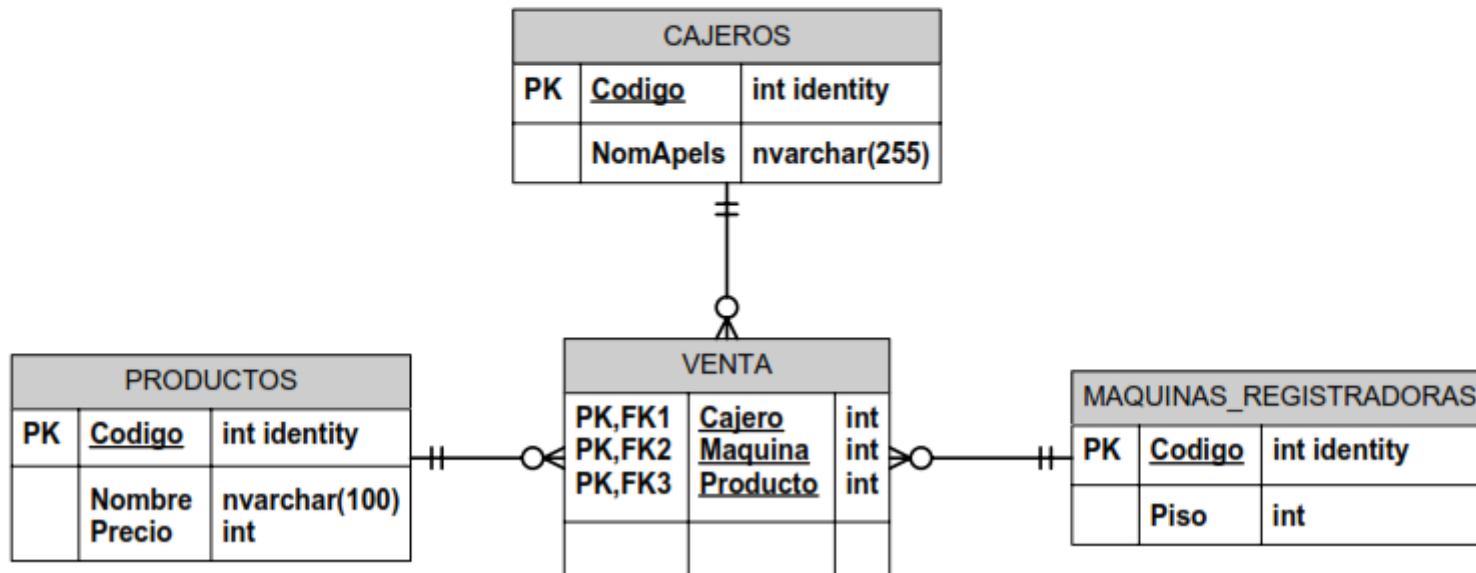 CAJEROS
PK Codigo int identity
NomApels nvarchar(255)
PRODUCTOS
PK Codigo int identity
Nombre nvarchar(100)
Precio int
VENTA
PK,FK1 Cajero int
PK,FK2 Maquina int
PK,FK3 Producto int
MAQUINAS_REGISTRADORAS
PK Codigo int identity
Piso int